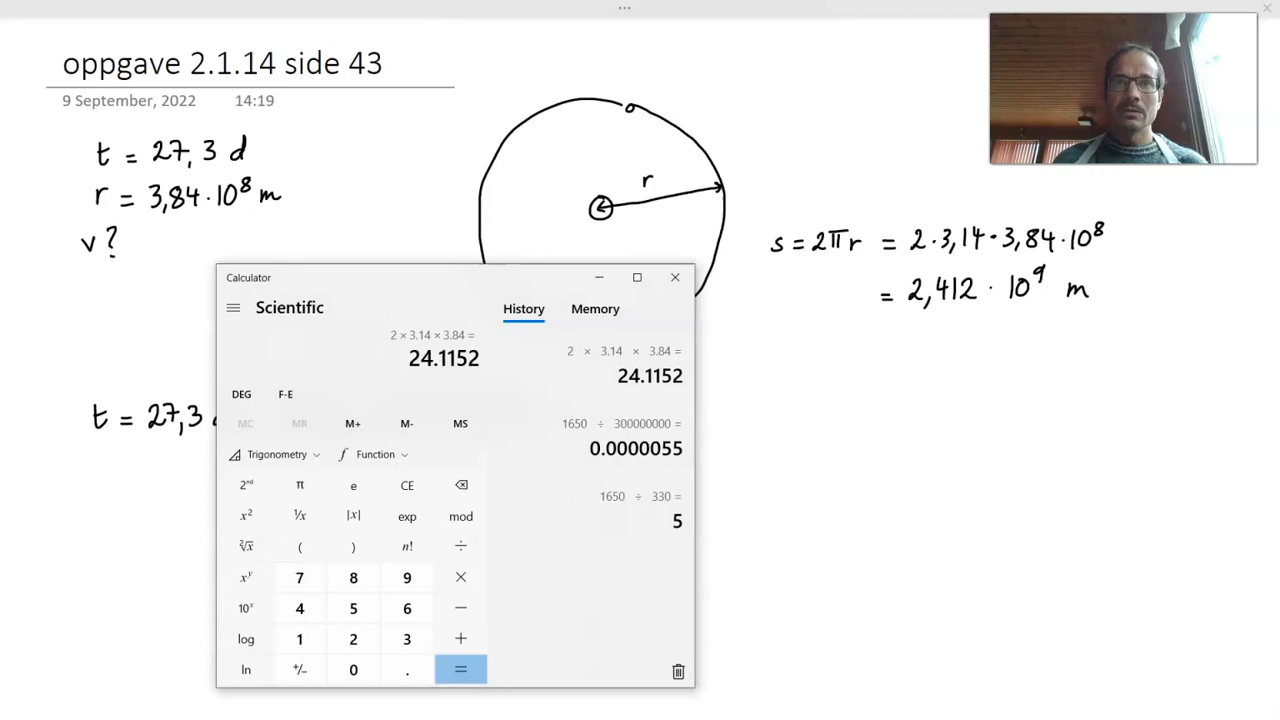 oppgave 2.1.14 side 43
9 September, 2022 14:19
t = 27,3 d
r = 3,84·10⁸ m
v ?
r
s = 2πr = 2·3,14·3,84·10⁸
= 2,412 · 10⁹ m
t = 27,3
Calculator
Scientific
History Memory
2 × 3.14 × 3.84 =
24.1152
2 × 3.14 × 3.84 =
24.1152
1650 ÷ 300000000 =
0.0000055
1650 ÷ 330 =
5
DEG F-E
MC MR M+ M- MS
Trigonometry f Function
2ⁿᵈ π e CE
x² ¹/x |x| exp mod
²√x ( ) n! ÷
xʸ 7 8 9 ×
10ˣ 4 5 6 −
log 1 2 3 +
ln +/− 0 . =